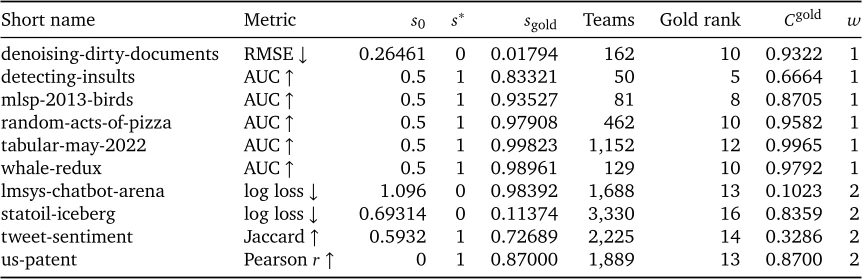 Short name Metric s₀ s* s_gold Teams Gold rank C^gold w
denoising-dirty-documents RMSE ↓ 0.26461 0 0.01794 162 10 0.9322 1
detecting-insults AUC ↑ 0.5 1 0.83321 50 5 0.6664 1
mlsp-2013-birds AUC ↑ 0.5 1 0.93527 81 8 0.8705 1
random-acts-of-pizza AUC ↑ 0.5 1 0.97908 462 10 0.9582 1
tabular-may-2022 AUC ↑ 0.5 1 0.99823 1,152 12 0.9965 1
whale-redux AUC ↑ 0.5 1 0.98961 129 10 0.9792 1
lmsys-chatbot-arena log loss ↓ 1.096 0 0.98392 1,688 13 0.1023 2
statoil-iceberg log loss ↓ 0.69314 0 0.11374 3,330 16 0.8359 2
tweet-sentiment Jaccard ↑ 0.5932 1 0.72689 2,225 14 0.3286 2
us-patent Pearson r ↑ 0 1 0.87000 1,889 13 0.8700 2